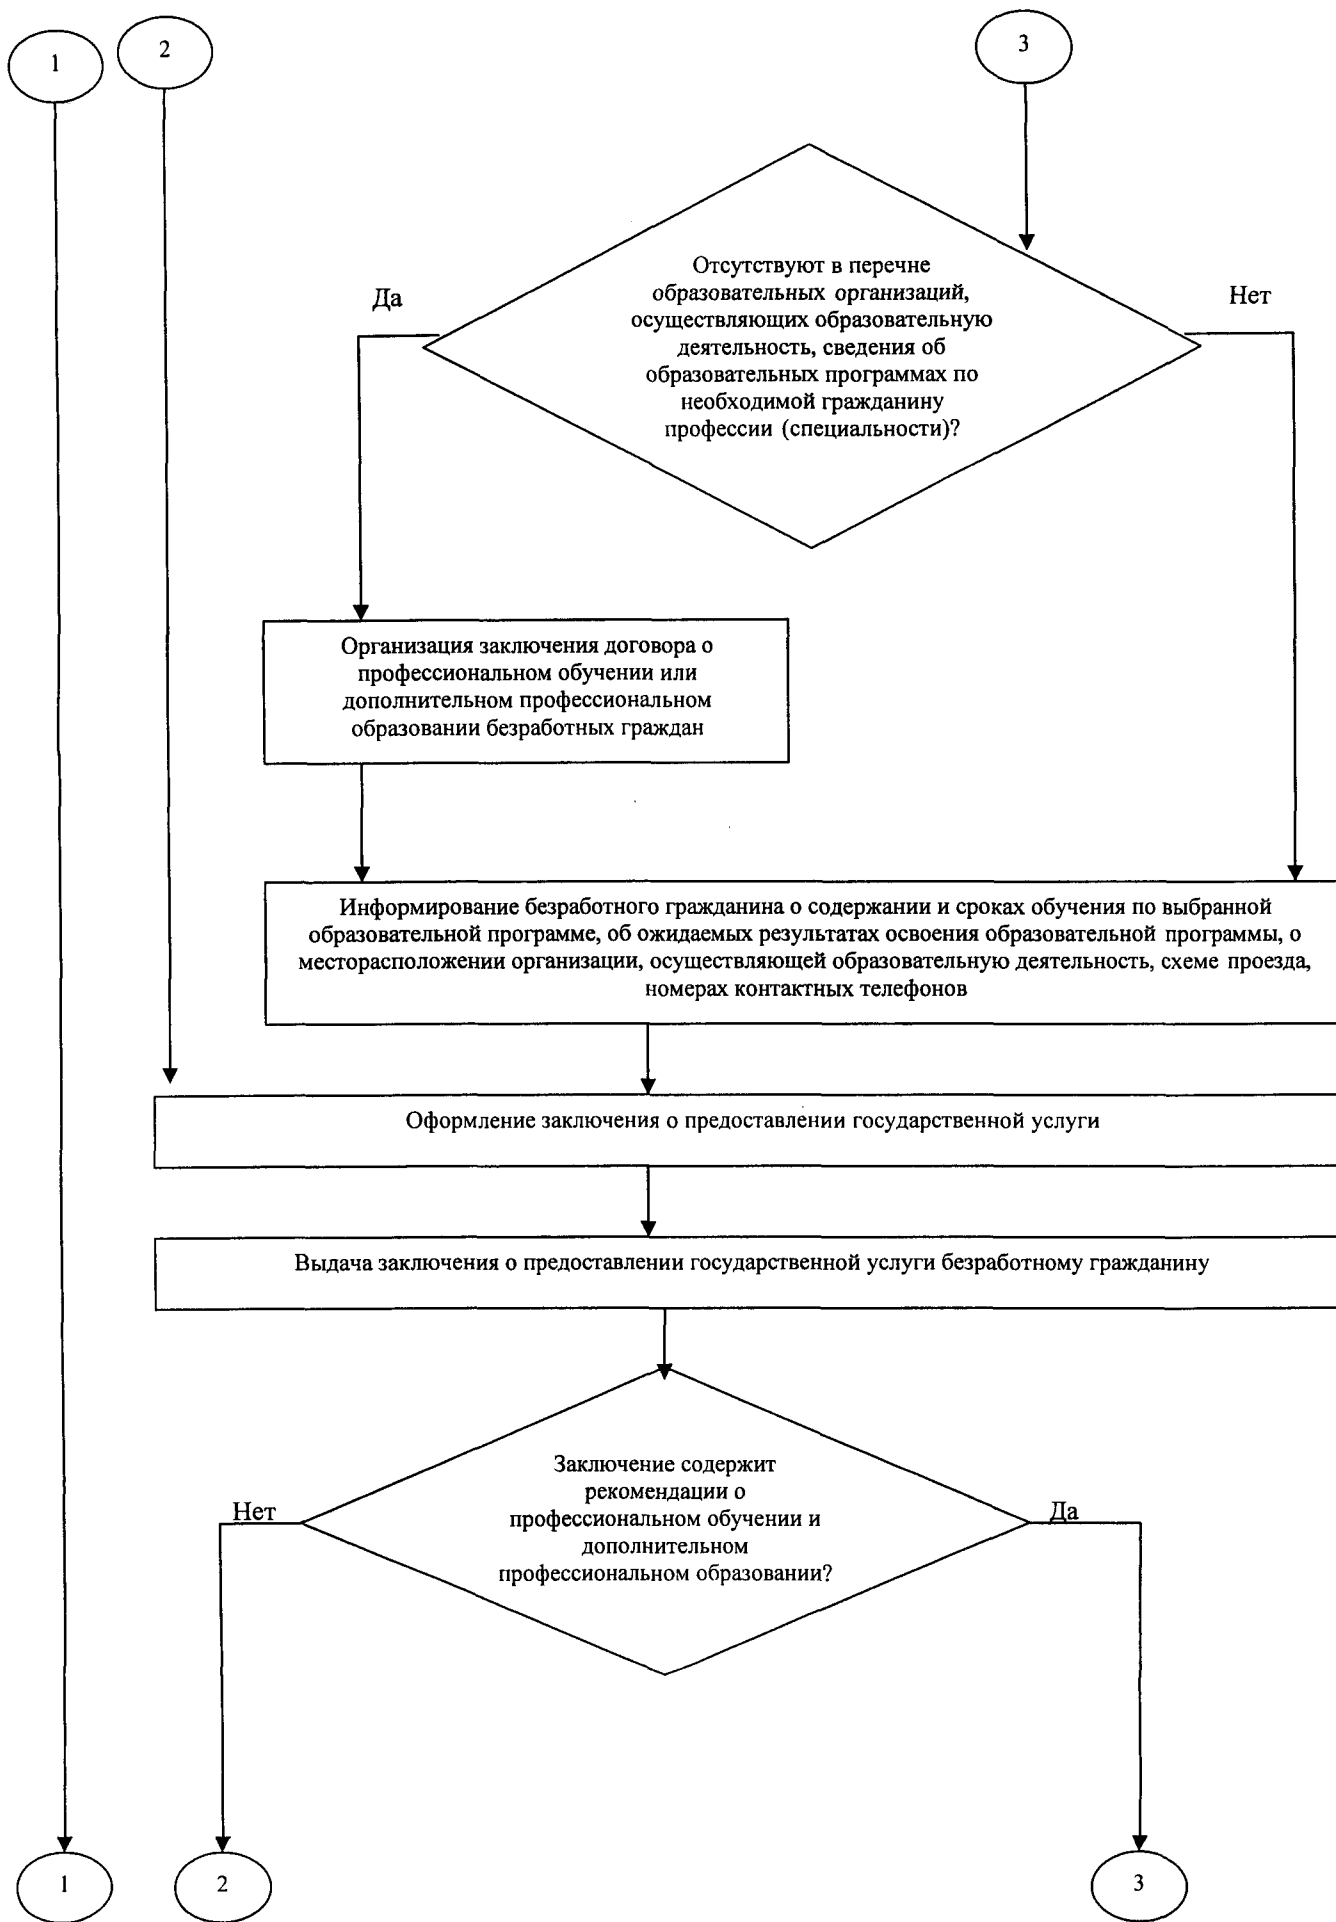 1
2
3
Отсутствуют в перечне
образовательных организаций,
осуществляющих образовательную
деятельность, сведения об
образовательных программах по
необходимой гражданину
профессии (специальности)?
Да
Нет
Организация заключения договора о
профессиональном обучении или
дополнительном профессиональном
образовании безработных граждан
Информирование безработного гражданина о содержании и сроках обучения по выбранной
образовательной программе, об ожидаемых результатах освоения образовательной программы, о
месторасположении организации, осуществляющей образовательную деятельность, схеме проезда,
номерах контактных телефонов
Оформление заключения о предоставлении государственной услуги
Выдача заключения о предоставлении государственной услуги безработному гражданину
Заключение содержит
рекомендации о
профессиональном обучении и
дополнительном
профессиональном образовании?
Нет
Да
1
2
3